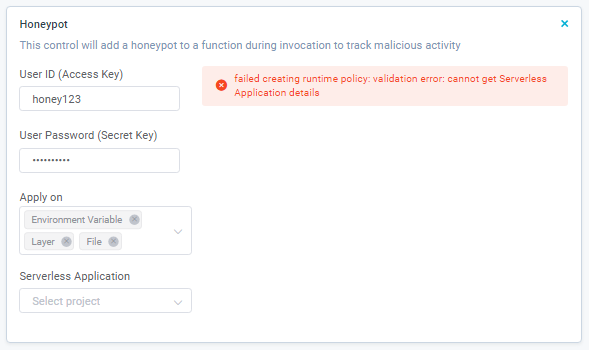 Honeypot
This control will add a honeypot to a function during invocation to track malicious activity
User ID (Access Key)
honey123
failed creating runtime policy: validation error: cannot get Serverless
Application details
User Password (Secret Key)
••••••••••
Apply on
Environment Variable
Layer File
Serverless Application
Select project